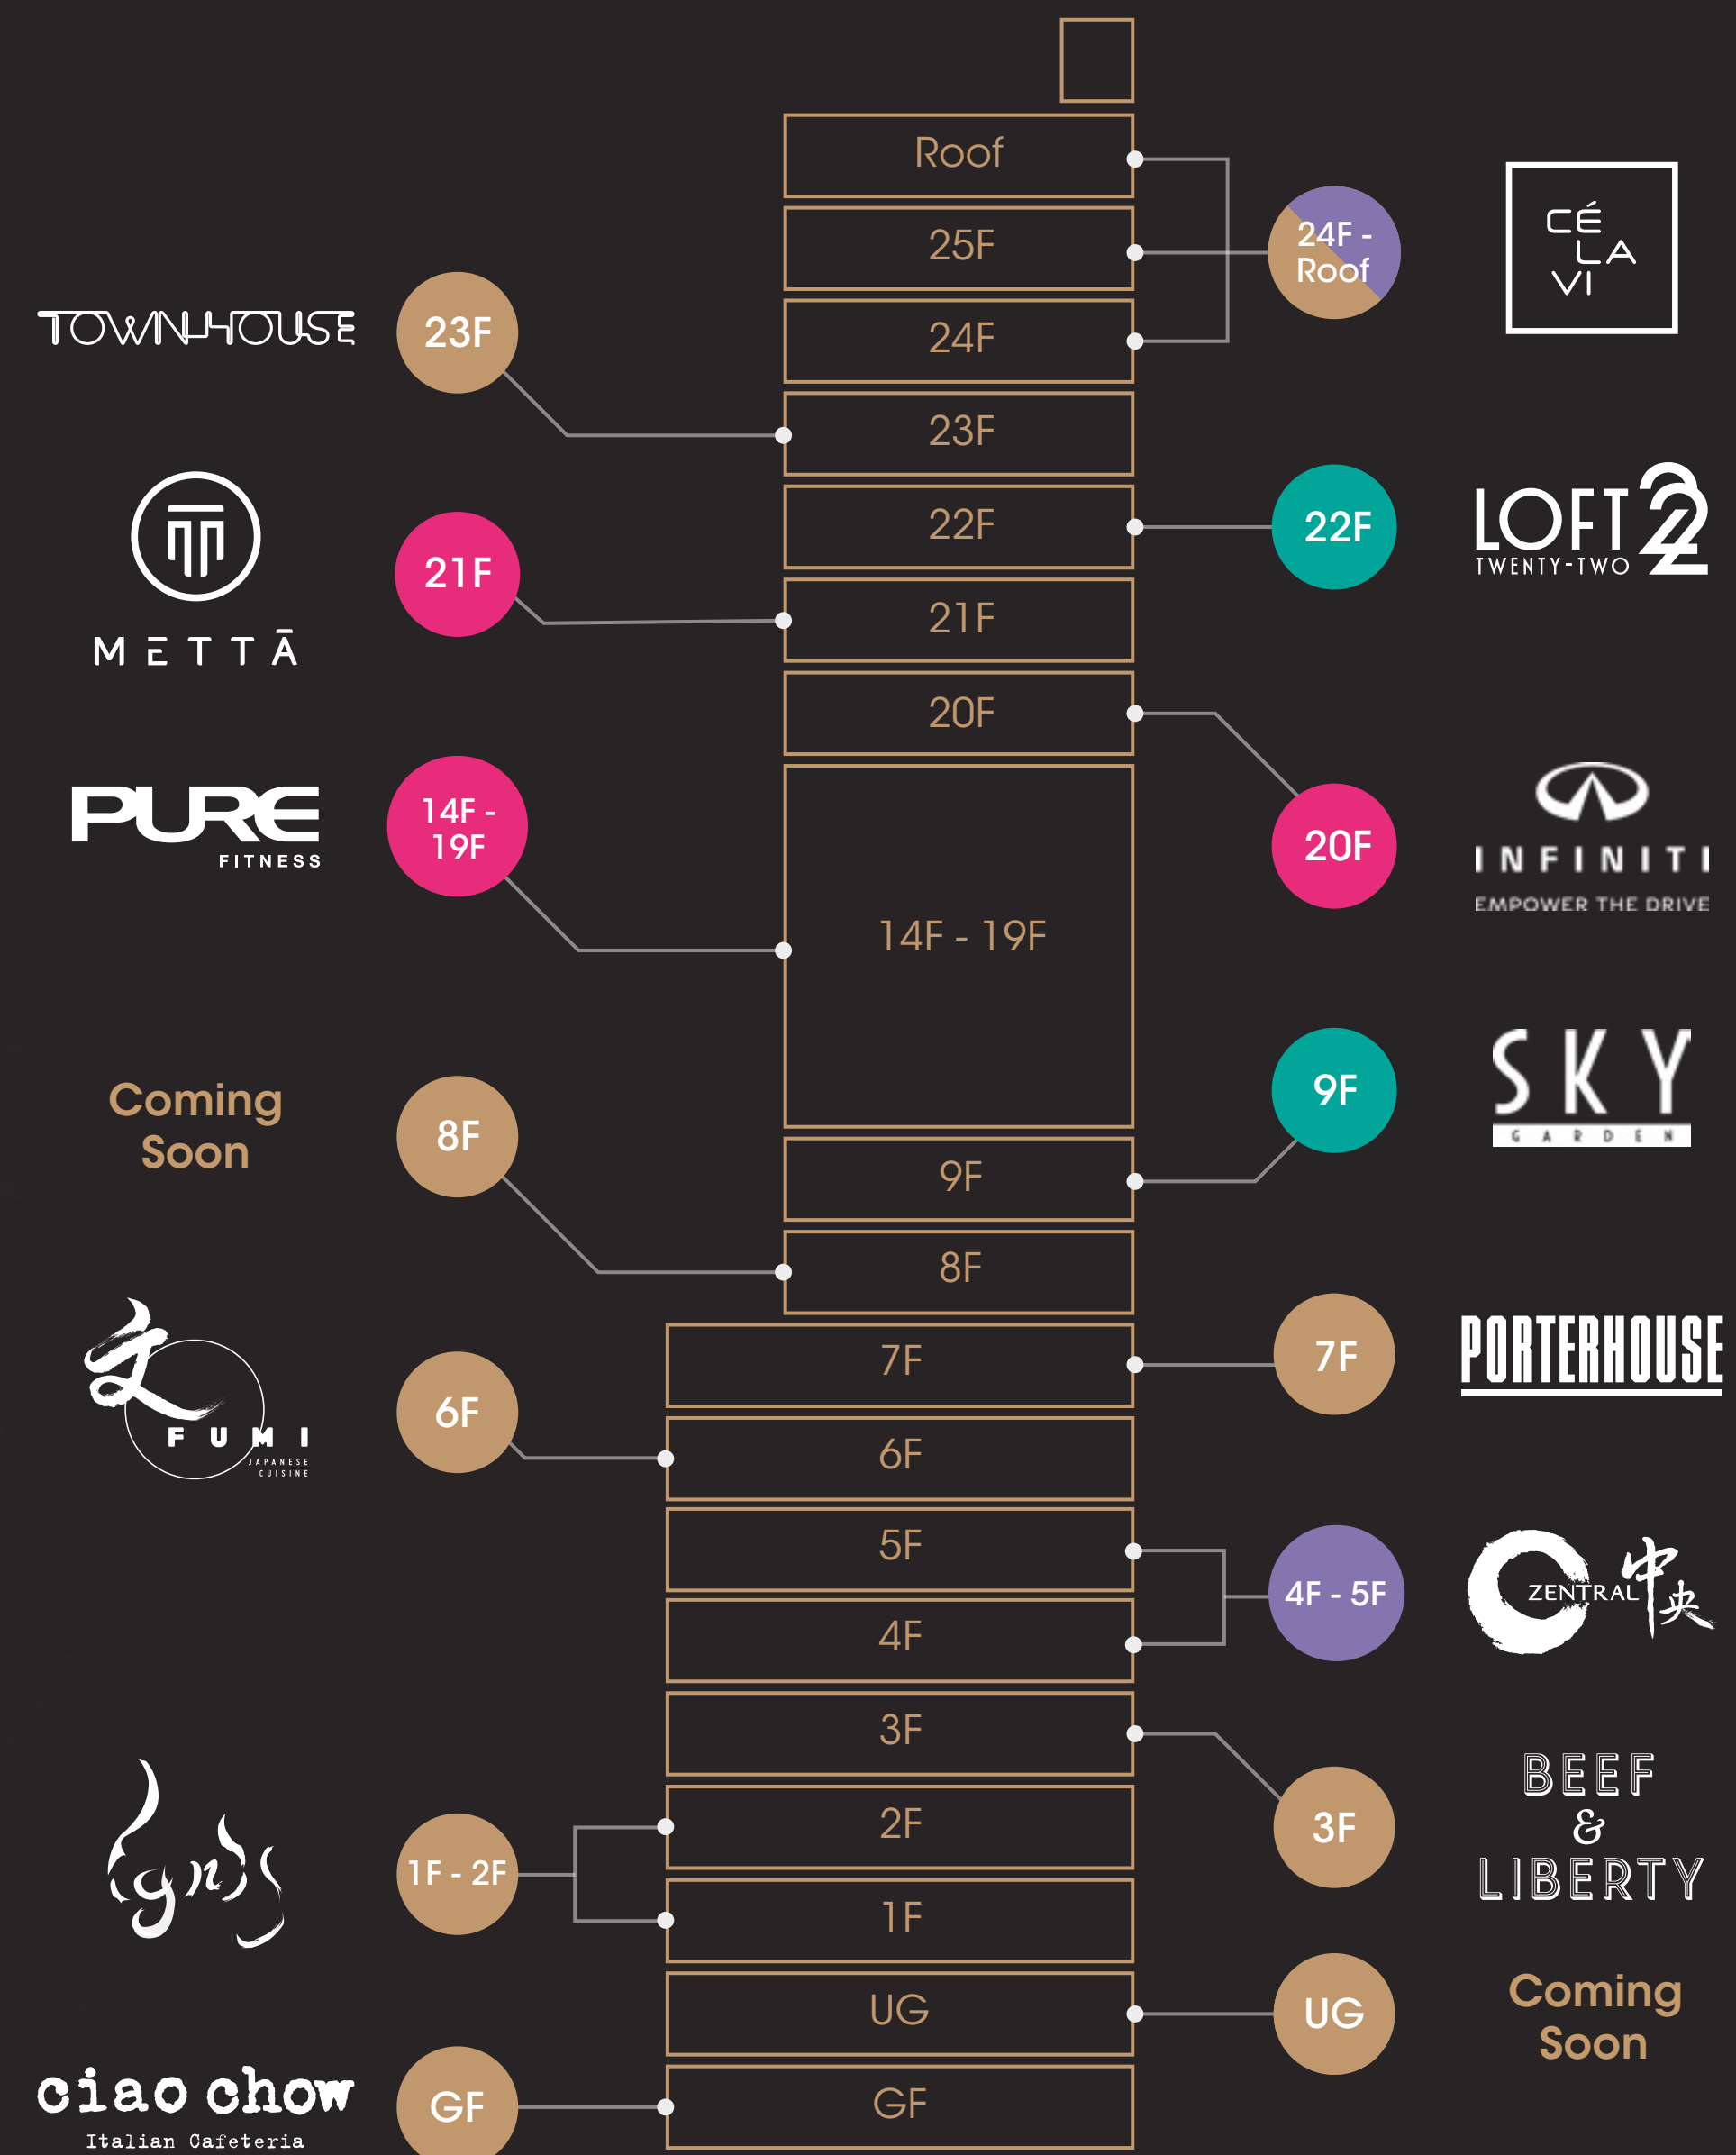 Roof
25F
24F
23F
22F
21F
20F
14F - 19F
9F
8F
7F
6F
5F
4F
3F
2F
1F
UG
GF
TOWNHOUSE
23F
METTĀ
21F
PURE
FITNESS
14F -
19F
Coming
Soon
8F
FUMI
JAPANESE
CUISINE
6F
1F - 2F
ciao chow
Italian Cafeteria
GF
24F -
Roof
CÉ
LA
VI
22F
LOFT 22
TWENTY-TWO
20F
INFINITI
EMPOWER THE DRIVE
9F
SKY
GARDEN
7F
PORTERHOUSE
4F - 5F
ZENTRAL 中央
3F
BEEF
&
LIBERTY
UG
Coming
Soon